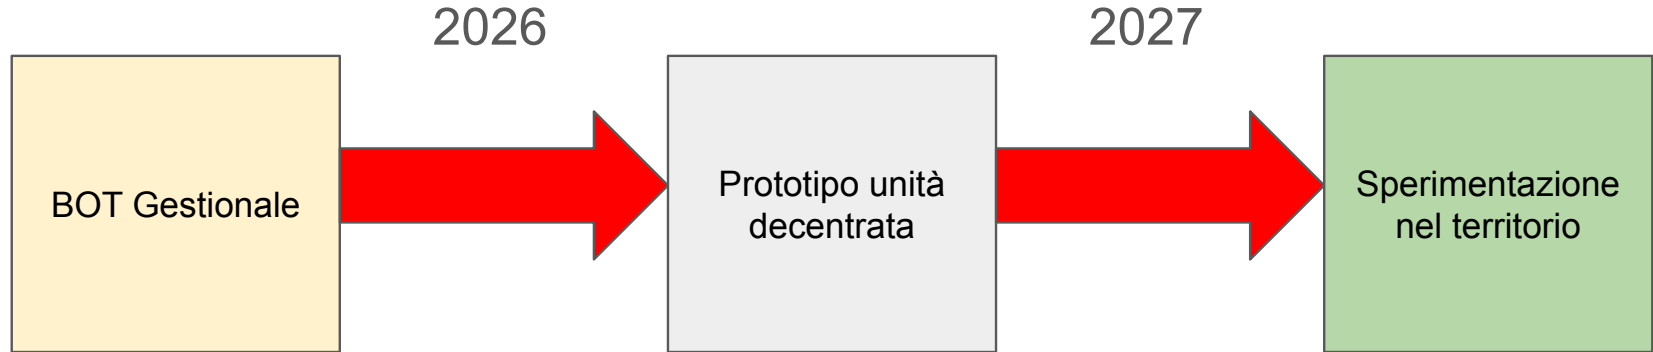 2026
2027
BOT Gestionale
Prototipo unità
decentrata
Sperimentazione
nel territorio